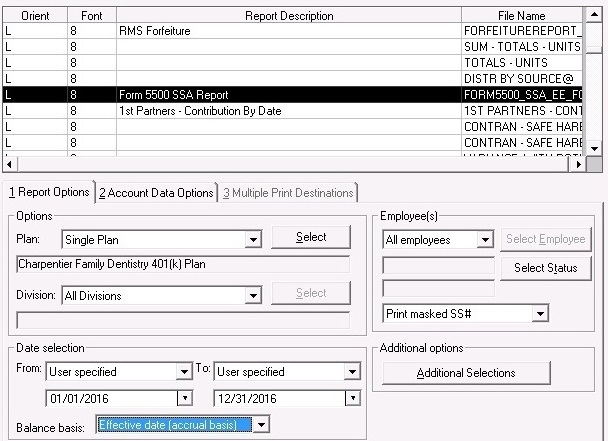 Orient Font Report Description File Name
L 8 RMS Forfeiture FORFEITUREREPORT_
L 8 SUM - TOTALS - UNITS
L 8 TOTALS - UNITS
L 8 DISTR BY SOURCE@
L 8 Form 5500 SSA Report FORM5500_SSA_EE_FO
L 8 1st Partners - Contribution By Date 1ST PARTNERS - CONT
L 8 CONTRAN - SAFE HARE
L 8 CONTRAN - SAFE HARE
1 Report Options 2 Account Data Options 3 Multiple Print Destinations
Options Employee(s)
Plan: Single Plan Select All employees Select Employee
Charpentier Family Dentistry 401(k) Plan Select Status
Division: All Divisions Select
Print masked SS#
Date selection Additional options
From: User specified To: User specified Additional Selections
01/01/2016 12/31/2016
Balance basis: Effective date (accrual basis)